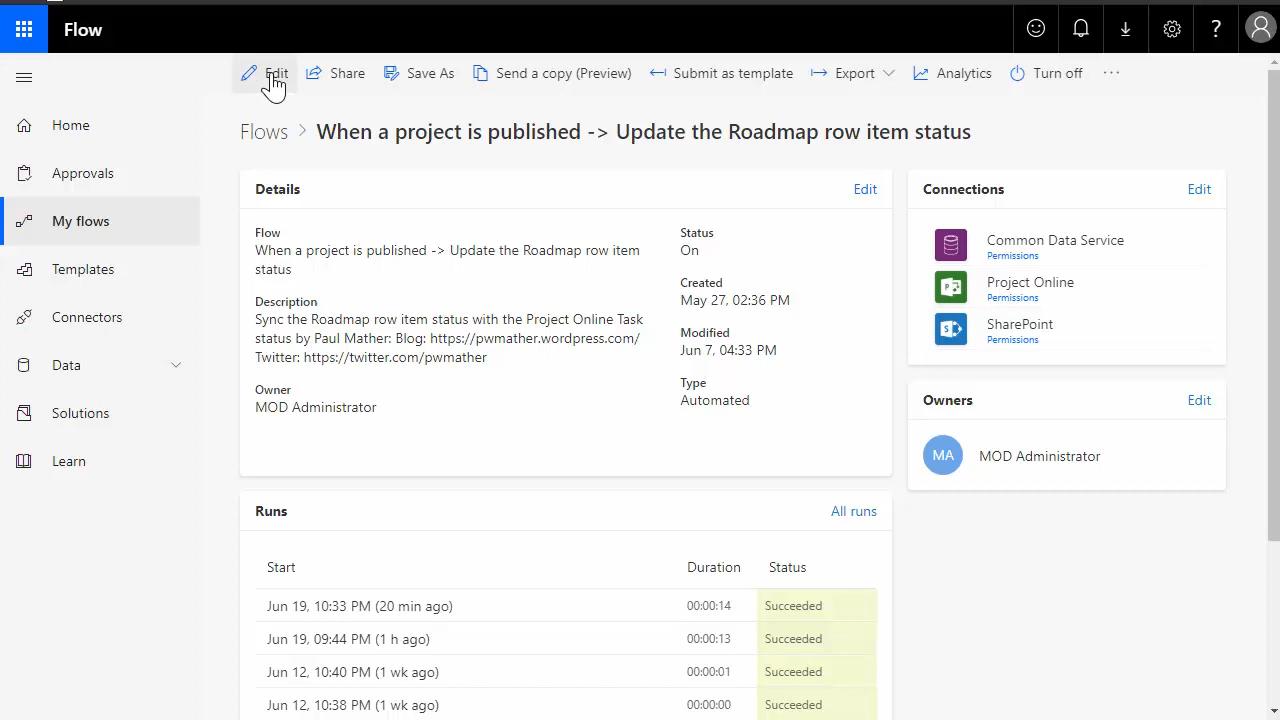 Flow
?
Edit
Share
Save As
Send a copy (Preview)
Submit as template
Export
Analytics
Turn off
Home
Approvals
My flows
Templates
Connectors
Data
Solutions
Learn
Flows > When a project is published -> Update the Roadmap row item status
Details
Edit
Flow
When a project is published -> Update the Roadmap row item
status
Description
Sync the Roadmap row item status with the Project Online Task
status by Paul Mather: Blog: https://pwmather.wordpress.com/
Twitter: https://twitter.com/pwmather
Owner
MOD Administrator
Status
On
Created
May 27, 02:36 PM
Modified
Jun 7, 04:33 PM
Type
Automated
Connections
Edit
Common Data Service
Permissions
Project Online
Permissions
SharePoint
Permissions
Owners
Edit
MA
MOD Administrator
Runs
All runs
Start Duration Status
Jun 19, 10:33 PM (20 min ago) 00:00:14 Succeeded
Jun 19, 09:44 PM (1 h ago) 00:00:13 Succeeded
Jun 12, 10:40 PM (1 wk ago) 00:00:01 Succeeded
Jun 12, 10:38 PM (1 wk ago) 00:00:00 Succeeded